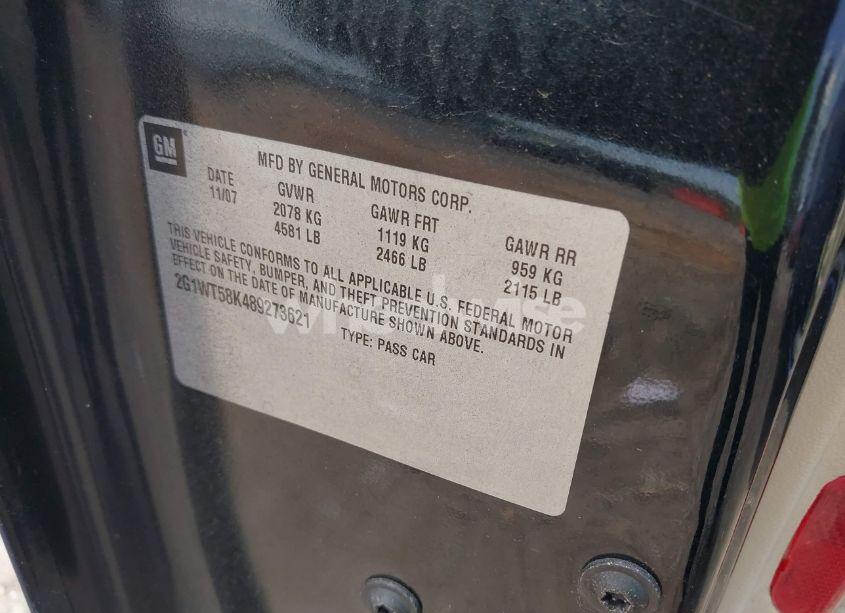 GM
MFD BY GENERAL MOTORS CORP.
DATE GVWR GAWR FRT GAWR RR
11/07 2078 KG 1119 KG 959 KG
4581 LB 2466 LB 2115 LB
THIS VEHICLE CONFORMS TO ALL APPLICABLE U.S. FEDERAL MOTOR
VEHICLE SAFETY, BUMPER, AND THEFT PREVENTION STANDARDS IN
EFFECT ON THE DATE OF MANUFACTURE SHOWN ABOVE.
2G1WT58K489273621 TYPE: PASS CAR